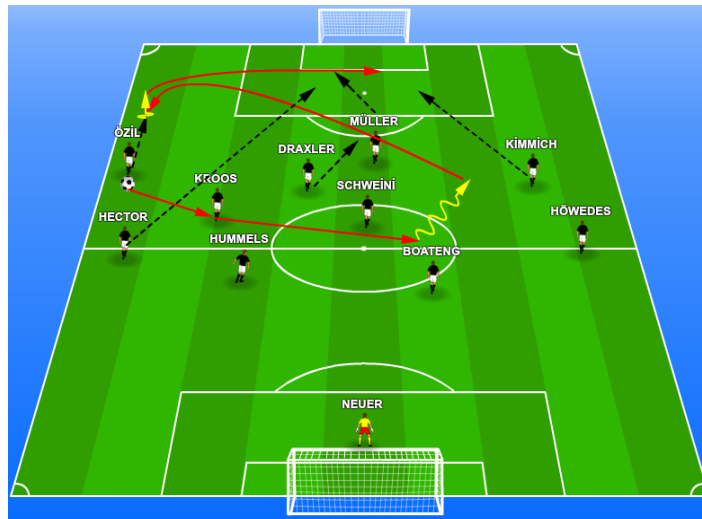 ÖZİL
MÜLLER
KİMMİCH
DRAXLER
KROOS
SCHWEİNİ
HECTOR
HÖWEDES
HUMMELS
BOATENG
NEUER